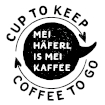 CUP TO KEEP
MEI
HÄFERL
IS MEI
KAFFEE
COFFEE TO GO